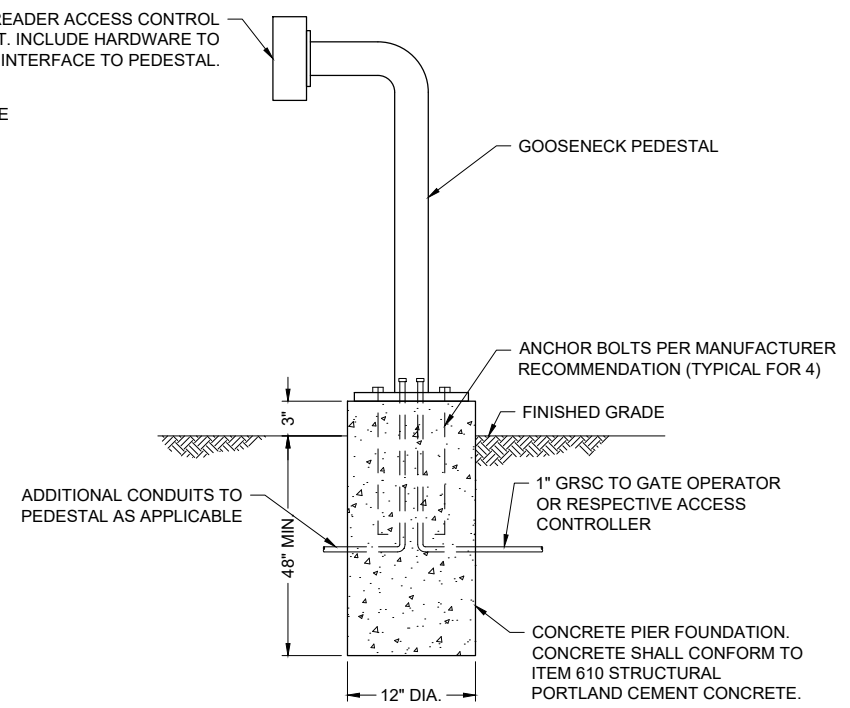 READER ACCESS CONTROL
T. INCLUDE HARDWARE TO
INTERFACE TO PEDESTAL.
E
GOOSENECK PEDESTAL
ANCHOR BOLTS PER MANUFACTURER
RECOMMENDATION (TYPICAL FOR 4)
3"
FINISHED GRADE
ADDITIONAL CONDUITS TO
PEDESTAL AS APPLICABLE
1" GRSC TO GATE OPERATOR
OR RESPECTIVE ACCESS
CONTROLLER
48" MIN
CONCRETE PIER FOUNDATION.
CONCRETE SHALL CONFORM TO
ITEM 610 STRUCTURAL
PORTLAND CEMENT CONCRETE.
12" DIA.